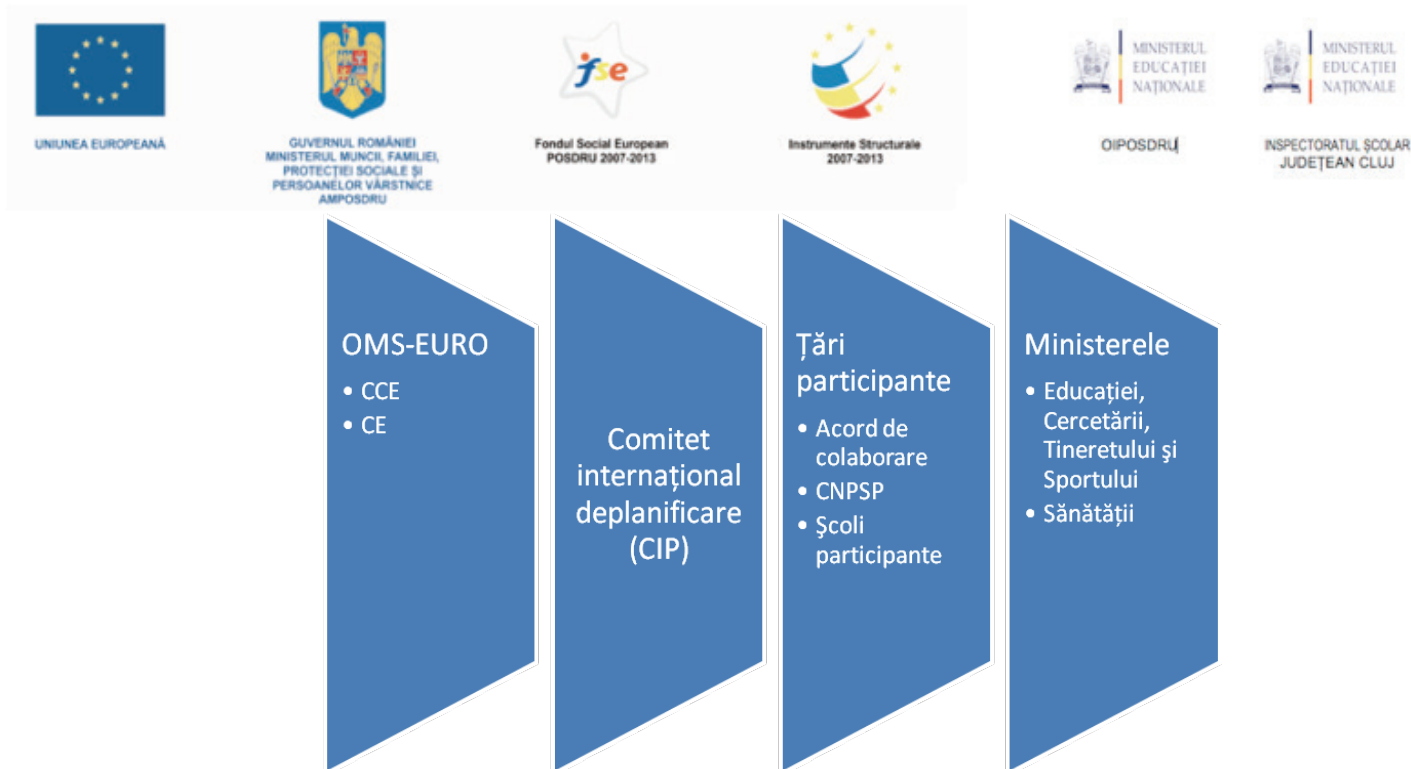 UNIUNEA EUROPEANĂ
GUVERNUL ROMÂNIEI
MINISTERUL MUNCII, FAMILIEI,
PROTECȚIEI SOCIALE ȘI
PERSOANELOR VÂRSTNICE
AMPOSDRU
fse
Fondul Social European
POSDRU 2007-2013
Instrumente Structurale
2007-2013
MINISTERUL
EDUCAȚIEI
NAȚIONALE
OIPOSDRU
MINISTERUL
EDUCAȚIEI
NAȚIONALE
INSPECTORATUL ȘCOLAR
JUDEȚEAN CLUJ
OMS-EURO
• CCE
• CE
Comitet
internațional
deplanificare
(CIP)
Țări
participante
• Acord de
colaborare
• CNPSP
• Şcoli
participante
Ministerele
• Educației,
Cercetării,
Tineretului şi
Sportului
• Sănătății